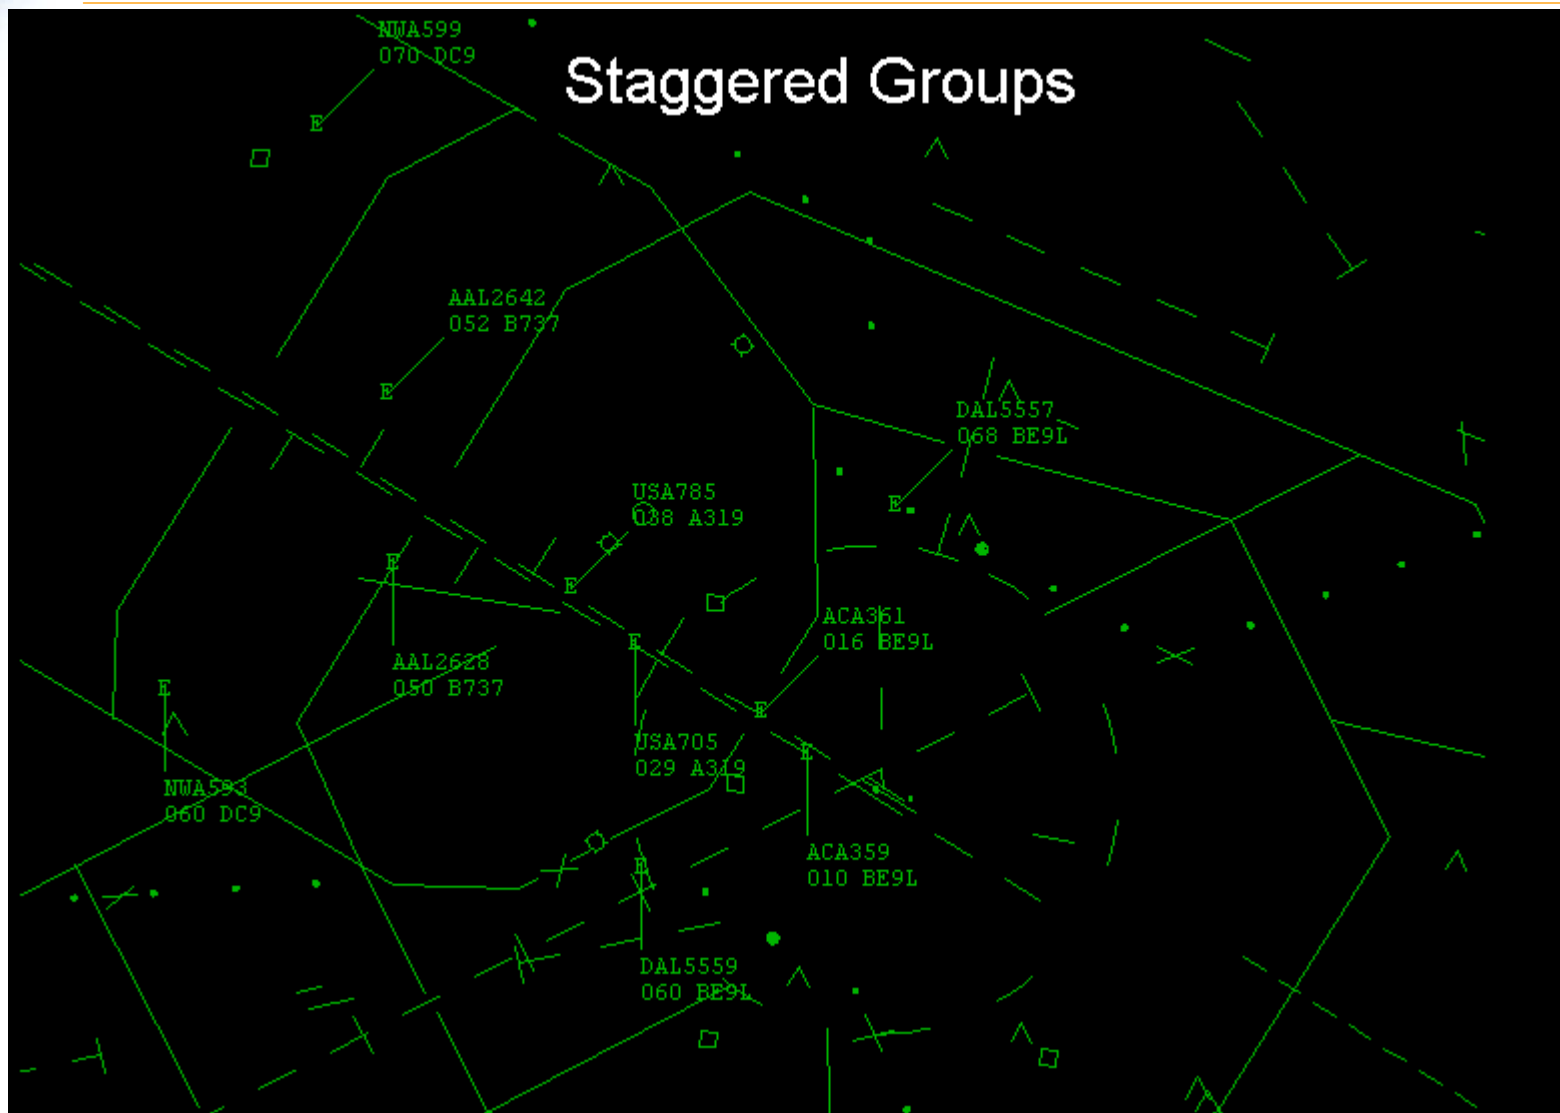 NWA599
070 DC9
Staggered Groups
E
AAL2642
052 B737
E
DAL5557
068 BE9L
USA785
038 A319
E
E
E
ACA361
016 BE9L
E
AAL2628
050 B737
E
E
USA705
029 A319
E
NWA593
060 DC9
ACA359
010 BE9L
E
DAL5559
060 BE9L